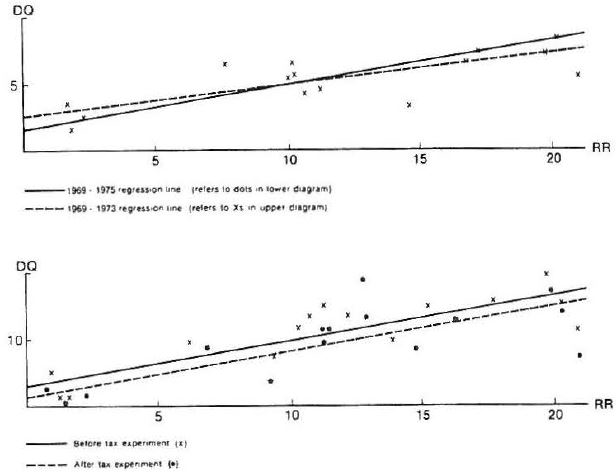 DQ
5
5 10 15 20 RR
1969 - 1975 regression line (refers to dots in lower diagram)
1969 - 1973 regression line (refers to Xs in upper diagram)
DQ
10
5 10 15 20 RR
Before tax experiment (x)
After tax experiment (●)